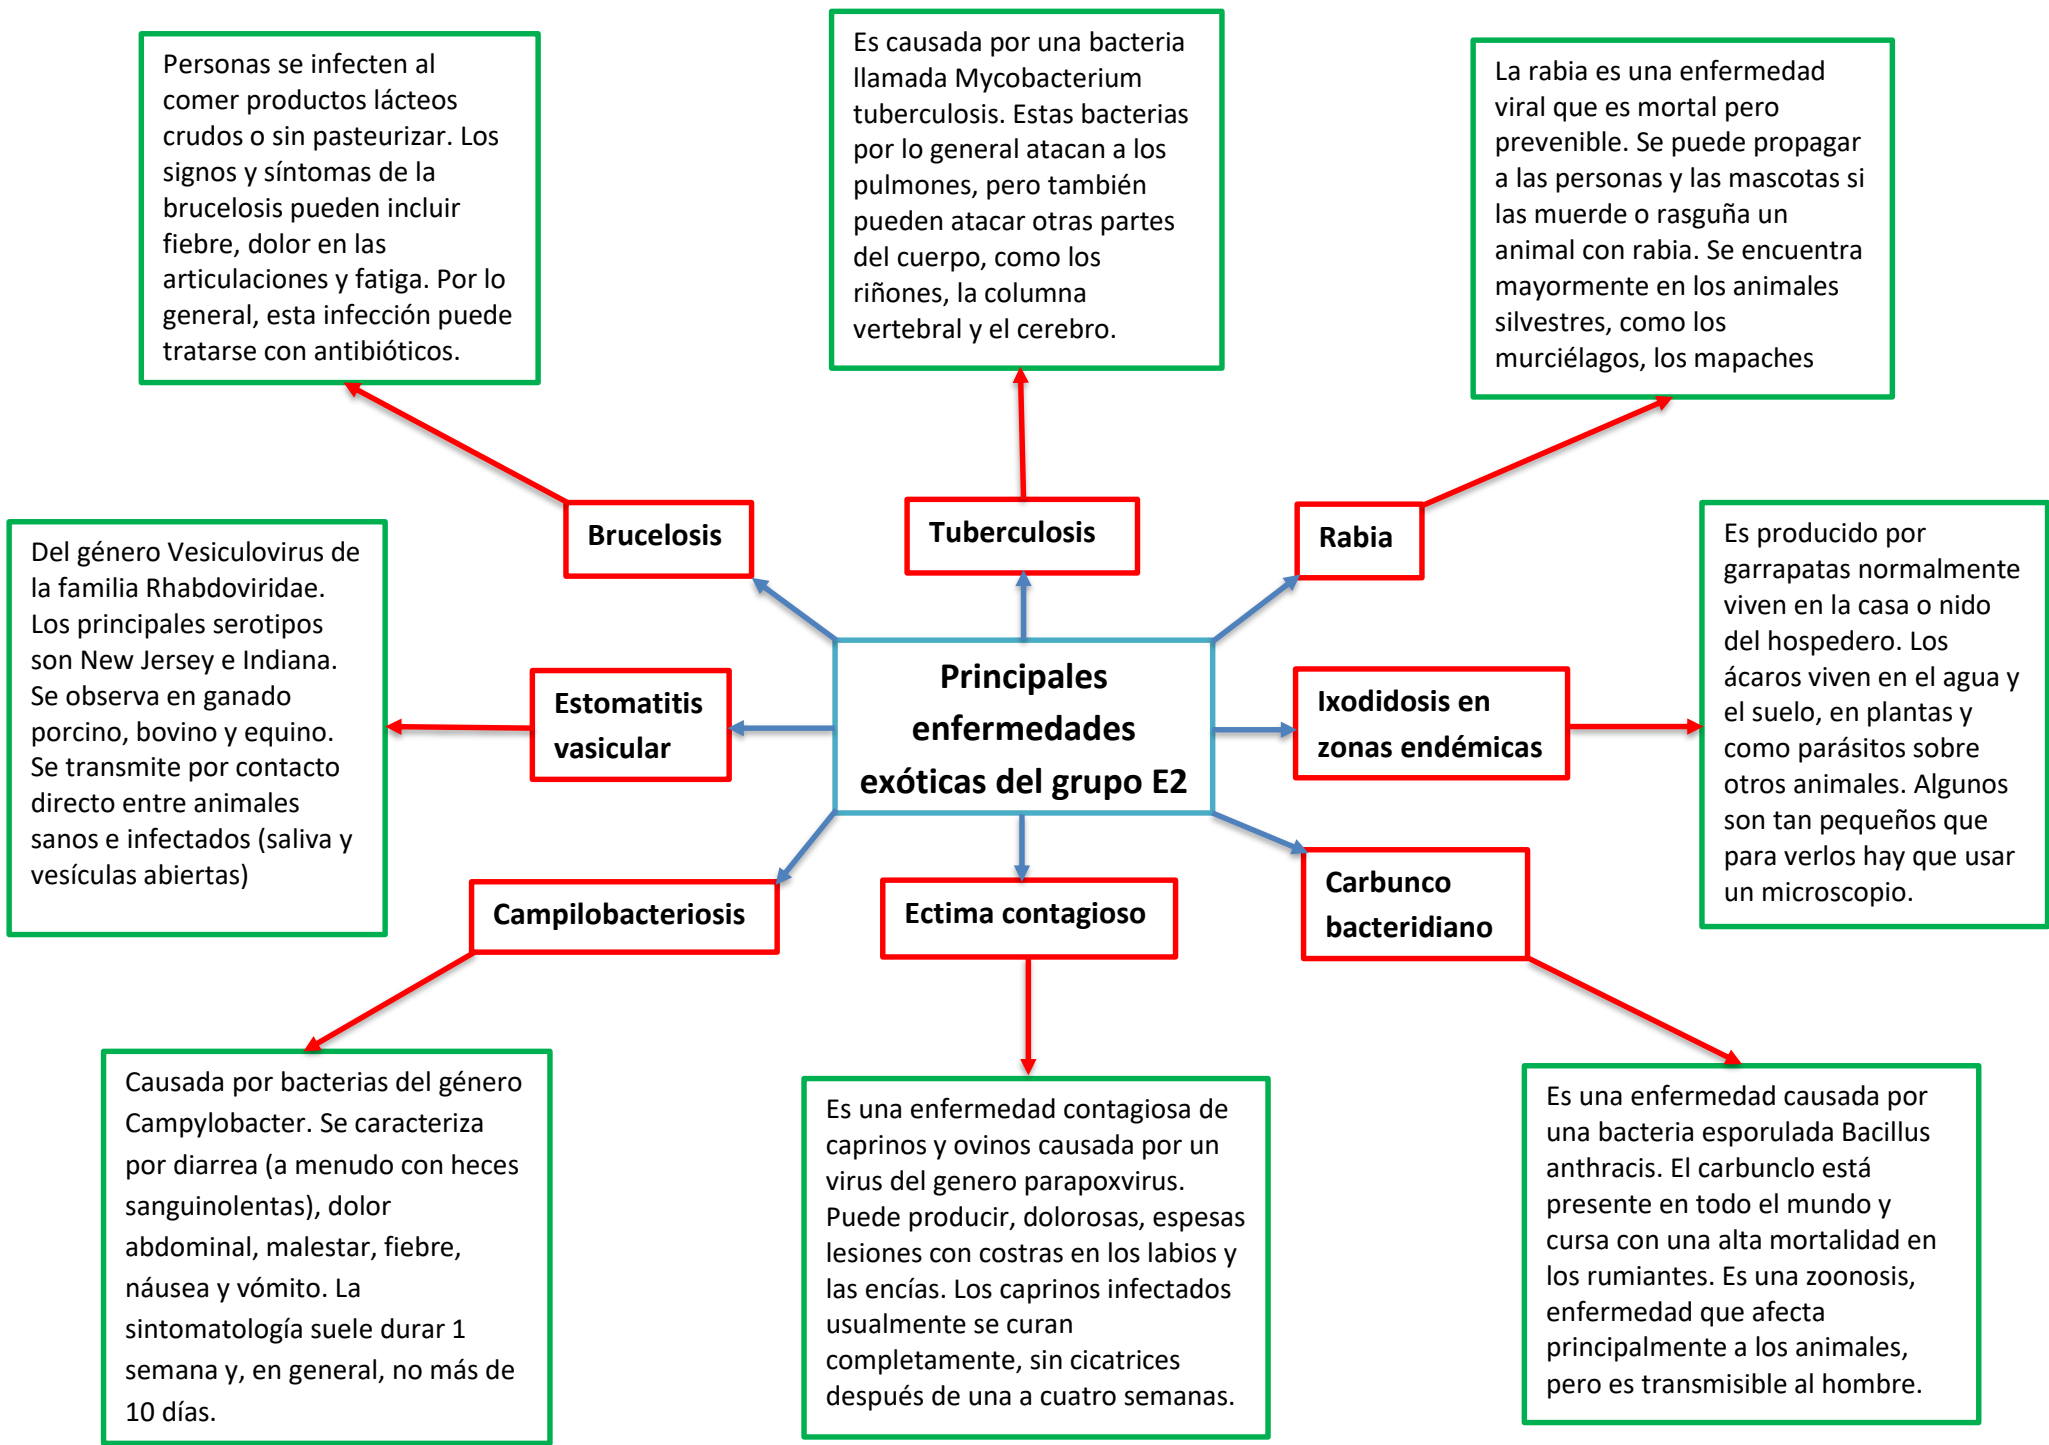 Personas se infecten al
comer productos lácteos
crudos o sin pasteurizar. Los
signos y síntomas de la
brucelosis pueden incluir
fiebre, dolor en las
articulaciones y fatiga. Por lo
general, esta infección puede
tratarse con antibióticos.
Es causada por una bacteria
llamada Mycobacterium
tuberculosis. Estas bacterias
por lo general atacan a los
pulmones, pero también
pueden atacar otras partes
del cuerpo, como los
riñones, la columna
vertebral y el cerebro.
La rabia es una enfermedad
viral que es mortal pero
prevenible. Se puede propagar
a las personas y las mascotas si
las muerde o rasguña un
animal con rabia. Se encuentra
mayormente en los animales
silvestres, como los
murciélagos, los mapaches
Brucelosis
Tuberculosis
Rabia
Del género Vesiculovirus de
la familia Rhabdoviridae.
Los principales serotipos
son New Jersey e Indiana.
Se observa en ganado
porcino, bovino y equino.
Se transmite por contacto
directo entre animales
sanos e infectados (saliva y
vesículas abiertas)
Estomatitis
vasicular
Principales
enfermedades
exóticas del grupo E2
Ixodidosis en
zonas endémicas
Es producido por
garrapatas normalmente
viven en la casa o nido
del hospedero. Los
ácaros viven en el agua y
el suelo, en plantas y
como parásitos sobre
otros animales. Algunos
son tan pequeños que
para verlos hay que usar
un microscopio.
Campilobacteriosis
Ectima contagioso
Carbunco
bacteridiano
Causada por bacterias del género
Campylobacter. Se caracteriza
por diarrea (a menudo con heces
sanguinolentas), dolor
abdominal, malestar, fiebre,
náusea y vómito. La
sintomatología suele durar 1
semana y, en general, no más de
10 días.
Es una enfermedad contagiosa de
caprinos y ovinos causada por un
virus del genero parapoxvirus.
Puede producir, dolorosas, espesas
lesiones con costras en los labios y
las encías. Los caprinos infectados
usualmente se curan
completamente, sin cicatrices
después de una a cuatro semanas.
Es una enfermedad causada por
una bacteria esporulada Bacillus
anthracis. El carbunclo está
presente en todo el mundo y
cursa con una alta mortalidad en
los rumiantes. Es una zoonosis,
enfermedad que afecta
principalmente a los animales,
pero es transmisible al hombre.